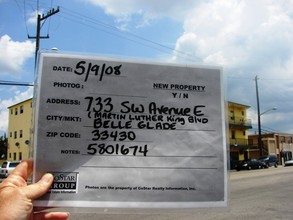 DATE: 5/9/08
PHOTOG: NEW PROPERTY
Y / N
ADDRESS: 733 SW Avenue E
(MARTIN LUTHER King BLVD
CITY/MKT: BELLE GLADE
ZIP CODE: 33430
NOTES: 5801674
COSTAR
GROUP
Photos are the property of CoStar Realty Information, Inc.